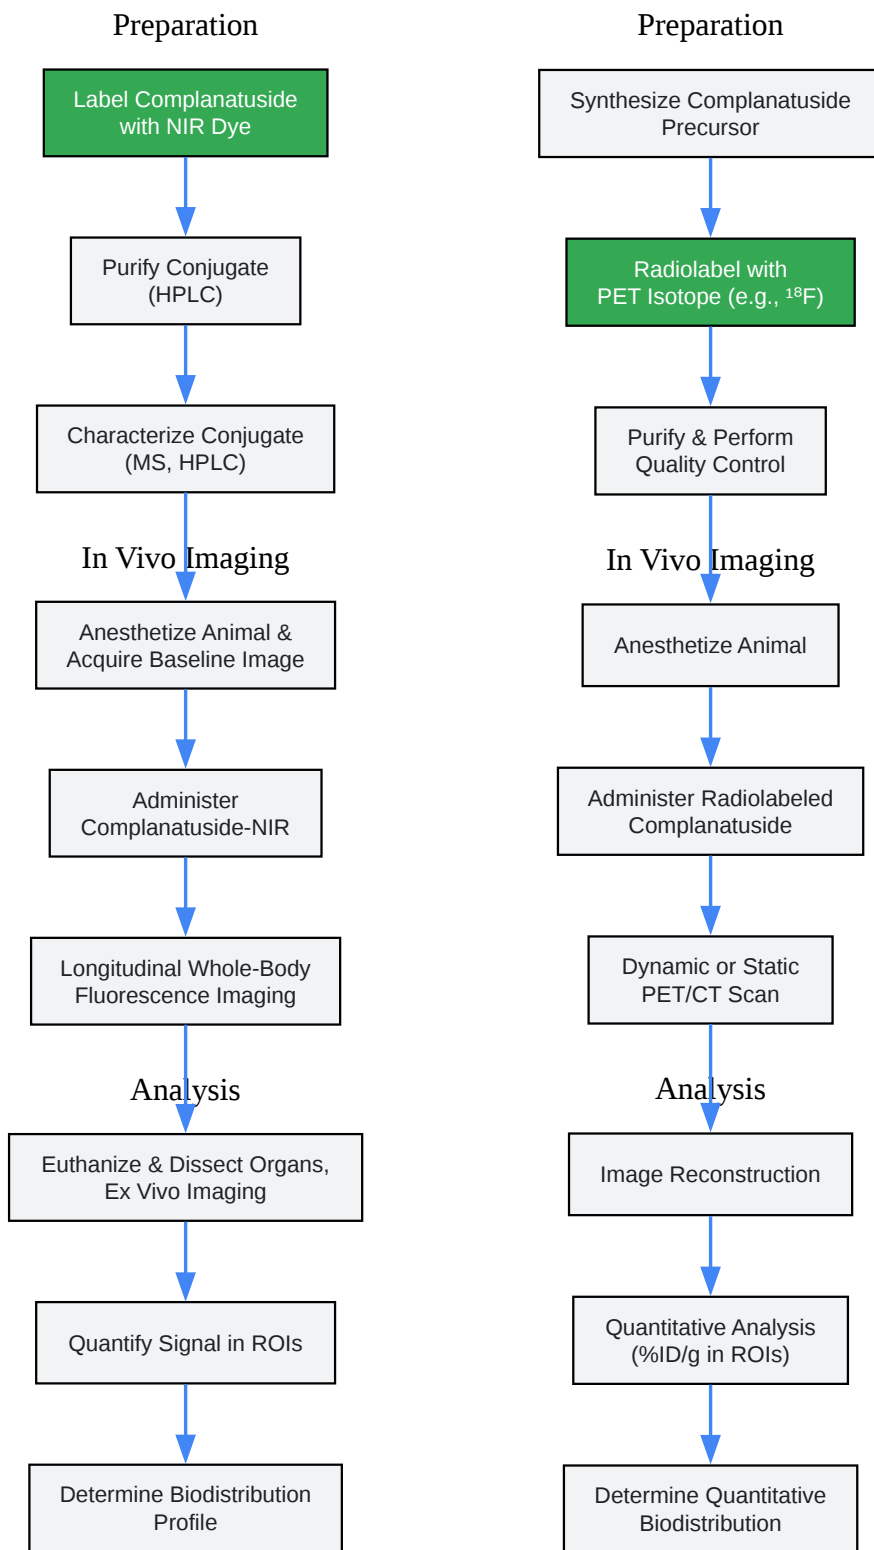 Preparation
Label Complanatuside
with NIR Dye
Purify Conjugate
(HPLC)
Characterize Conjugate
(MS, HPLC)
In Vivo Imaging
Anesthetize Animal &
Acquire Baseline Image
Administer
Complanatuside-NIR
Longitudinal Whole-Body
Fluorescence Imaging
Analysis
Euthanize & Dissect Organs,
Ex Vivo Imaging
Quantify Signal in ROIs
Determine Biodistribution
Profile
Preparation
Synthesize Complanatuside
Precursor
Radiolabel with
PET Isotope (e.g., ¹⁸F)
Purify & Perform
Quality Control
In Vivo Imaging
Anesthetize Animal
Administer Radiolabeled
Complanatuside
Dynamic or Static
PET/CT Scan
Analysis
Image Reconstruction
Quantitative Analysis
(%ID/g in ROIs)
Determine Quantitative
Biodistribution